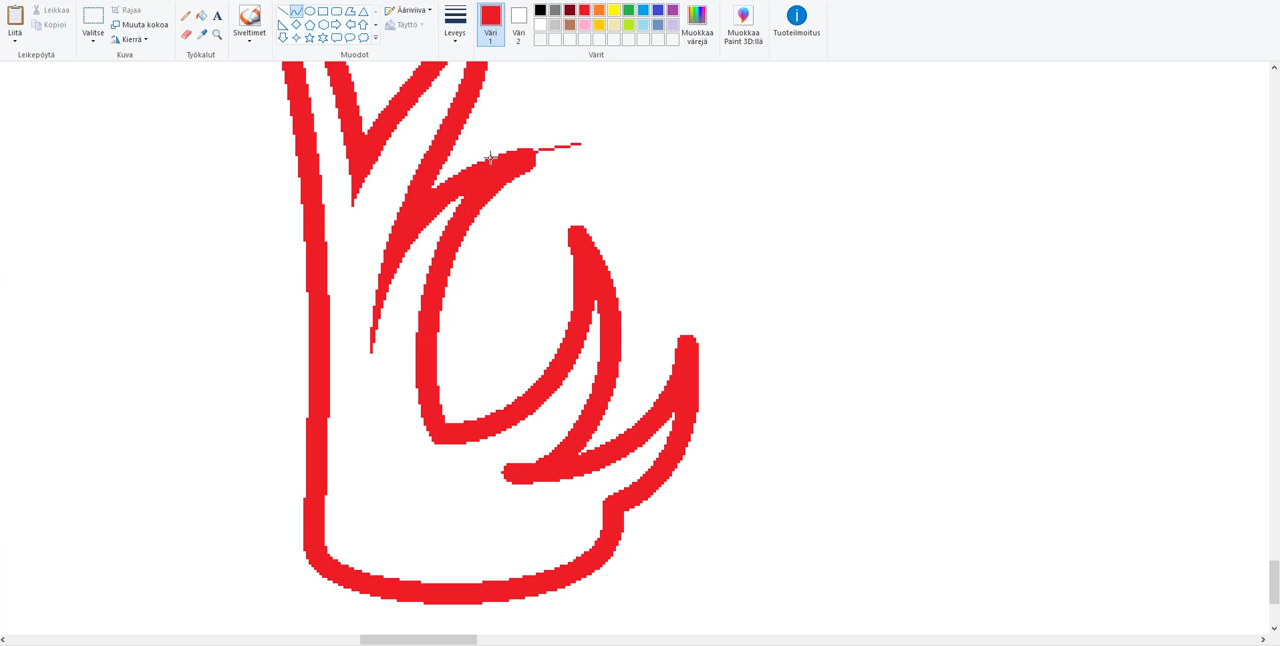 Liitä
Leikkaa
Kopioi
Leikepöytä
Valitse
Rajaa
Muuta kokoa
Kierrä
Kuva
A
Työkalut
Siveltimet
Ääriviiva
Täyttö
Muodot
Leveys
Väri
1
Väri
2
Muokkaa
värejä
Värit
Muokkaa
Paint 3D:llä
Tuoteilmoitus